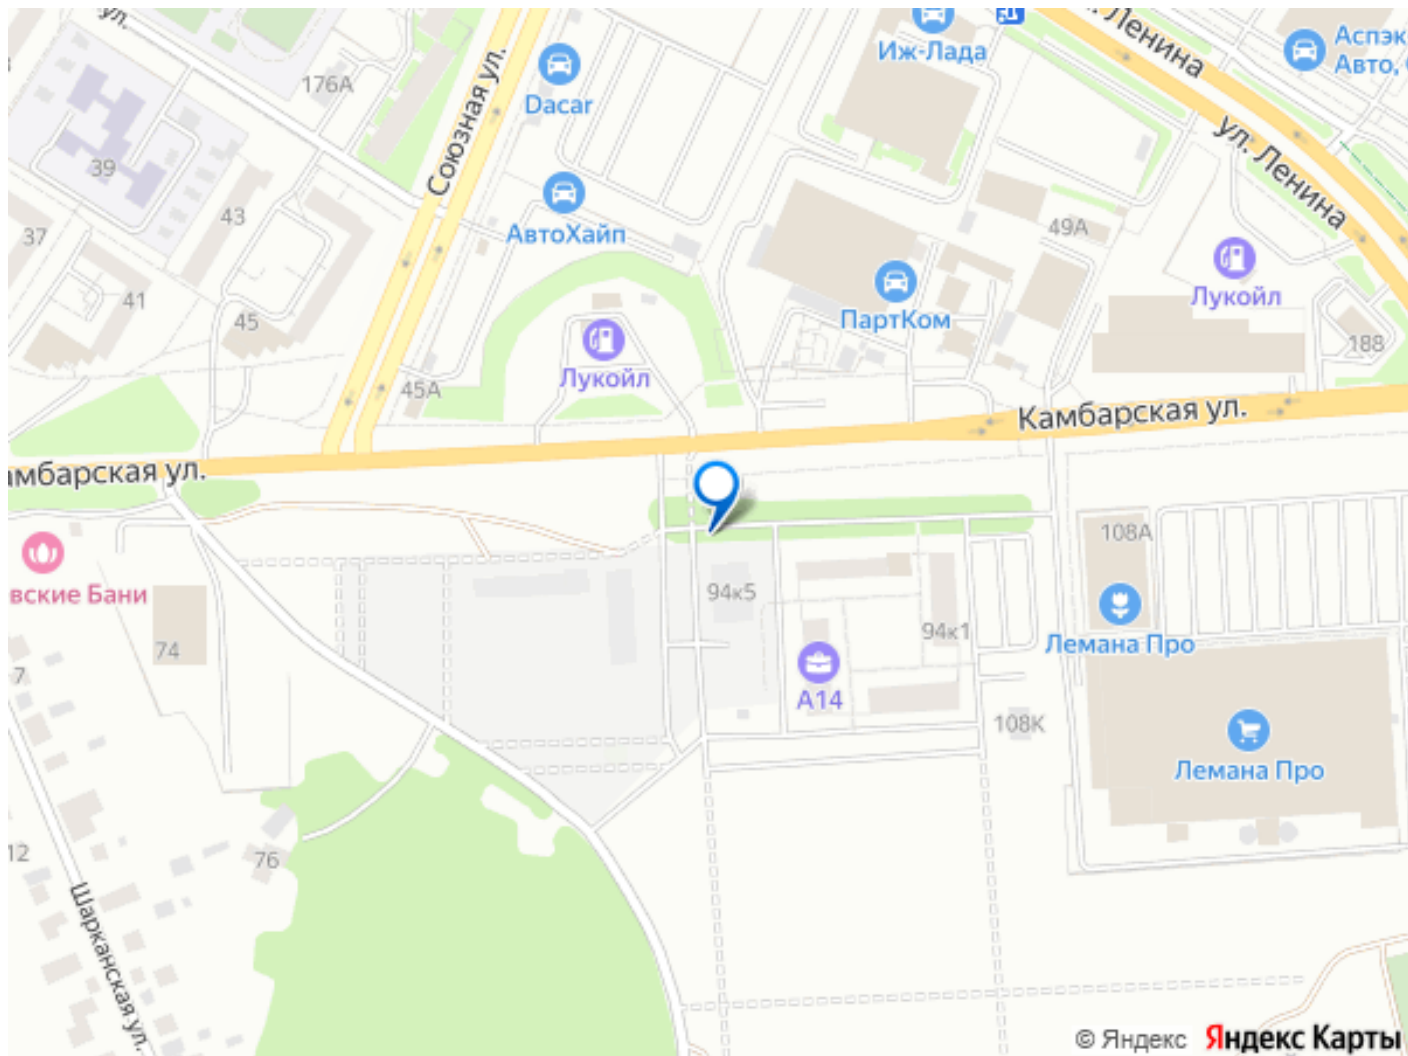 ул.
176А
Союзная ул.
Dacar
Иж-Лада
Ленина
Аспэк
Авто,
ул. Ленина
39
43
АвтоХайп
49А
37
41
45
Лукойл
ПартКом
188
45А
Лукойл
Камбарская ул.
амбарская ул.
108А
94к5
вские Бани
94к1
74
Лемана Про
7
А14
108К
Лемана Про
12
76
Шарканская ул.
© Яндекс Яндекс Карты